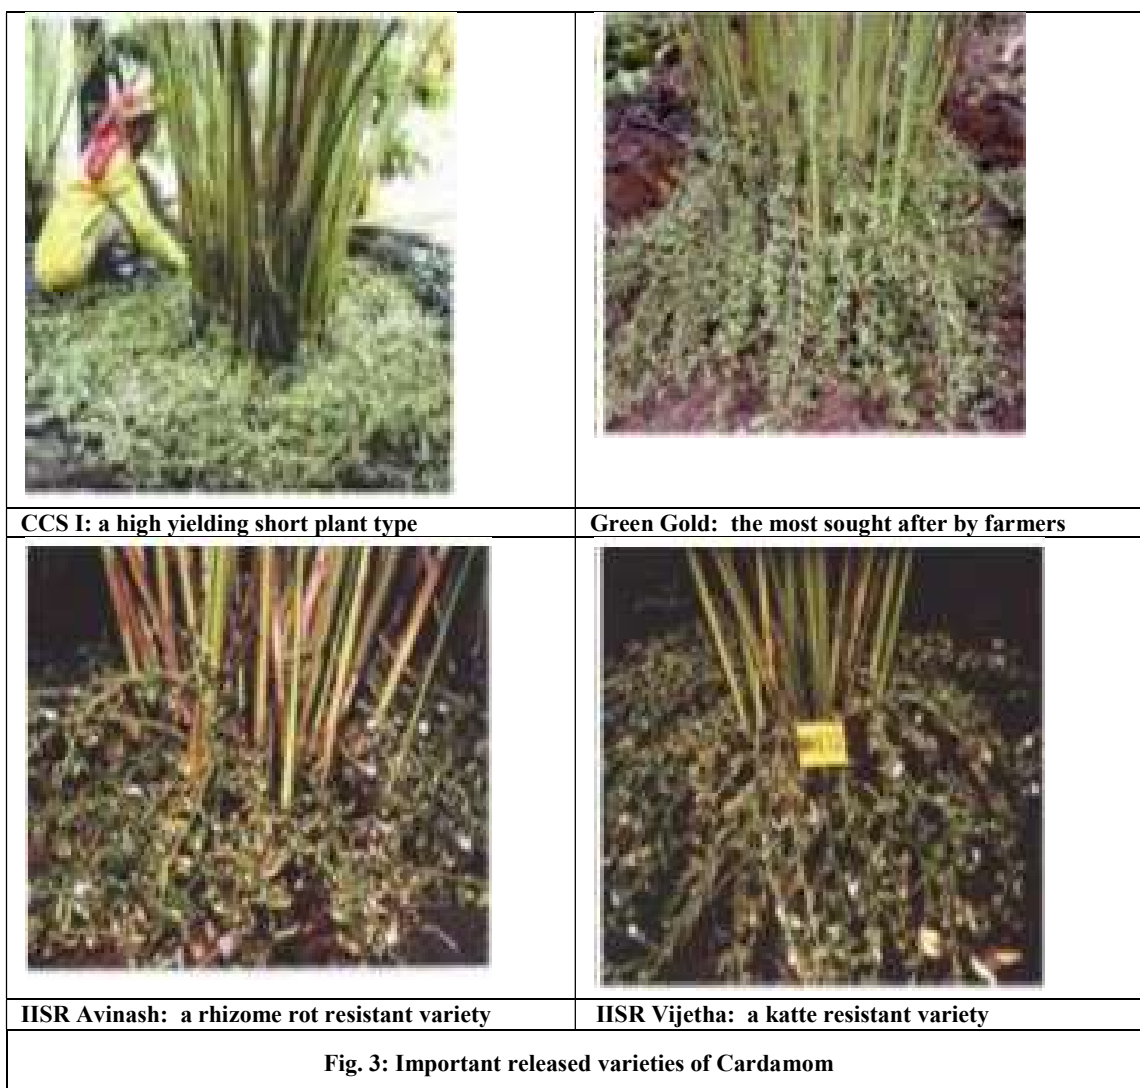 CCS I: a high yielding short plant type
Green Gold: the most sought after by farmers
IISR Avinash: a rhizome rot resistant variety
IISR Vijetha: a katte resistant variety
Fig. 3: Important released varieties of Cardamom